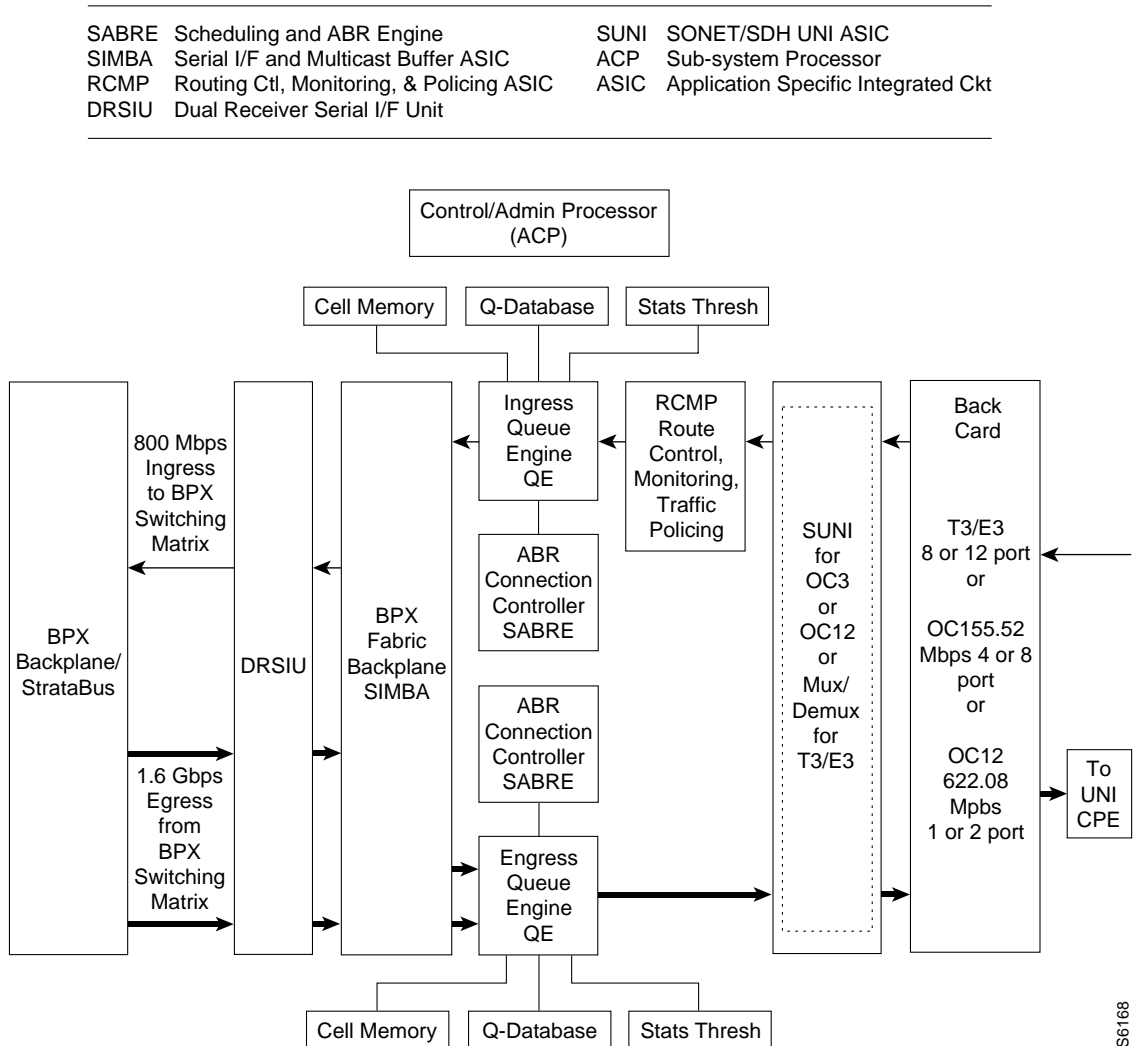 SABRE Scheduling and ABR Engine
SIMBA Serial I/F and Multicast Buffer ASIC
RCMP Routing Ctl, Monitoring, & Policing ASIC
DRSIU Dual Receiver Serial I/F Unit
SUNI SONET/SDH UNI ASIC
ACP Sub-system Processor
ASIC Application Specific Integrated Ckt
Control/Admin Processor
(ACP)
Cell Memory
Q-Database
Stats Thresh
BPX
Backplane/
StrataBus
800 Mbps
Ingress
to BPX
Switching
Matrix
1.6 Gbps
Egress
from
BPX
Switching
Matrix
DRSIU
BPX
Fabric
Backplane
SIMBA
Ingress
Queue
Engine
QE
ABR
Connection
Controller
SABRE
ABR
Connection
Controller
SABRE
Engress
Queue
Engine
QE
RCMP
Route
Control,
Monitoring,
Traffic
Policing
SUNI
for
OC3
or
OC12
or
Mux/
Demux
for
T3/E3
Back
Card
T3/E3
8 or 12 port
or
OC155.52
Mbps 4 or 8
port
or
OC12
622.08
Mpbs
1 or 2 port
To
UNI
CPE
Cell Memory
Q-Database
Stats Thresh
S6168